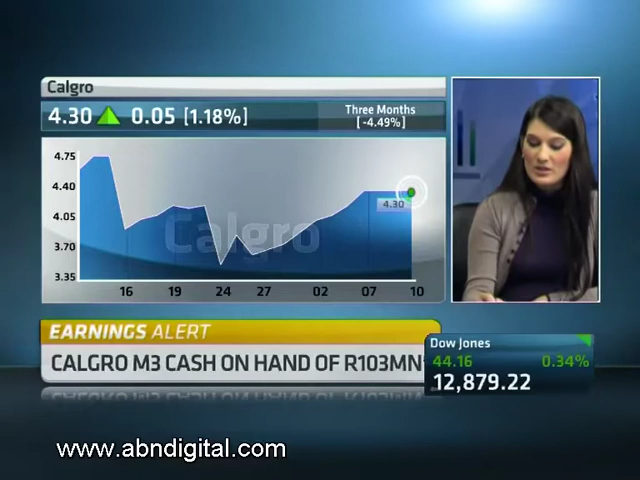 Calgro
4.30 0.05 [1.18%]
Three Months
[-4.49%]
4.75
4.40
4.05
3.70
3.35
Calgro
4.30
16 19 24 27 02 07 10
EARNINGS ALERT
CALGRO M3 CASH ON HAND OF R103MN
Dow Jones
44.16 0.34%
12,879.22
www.abndigital.com